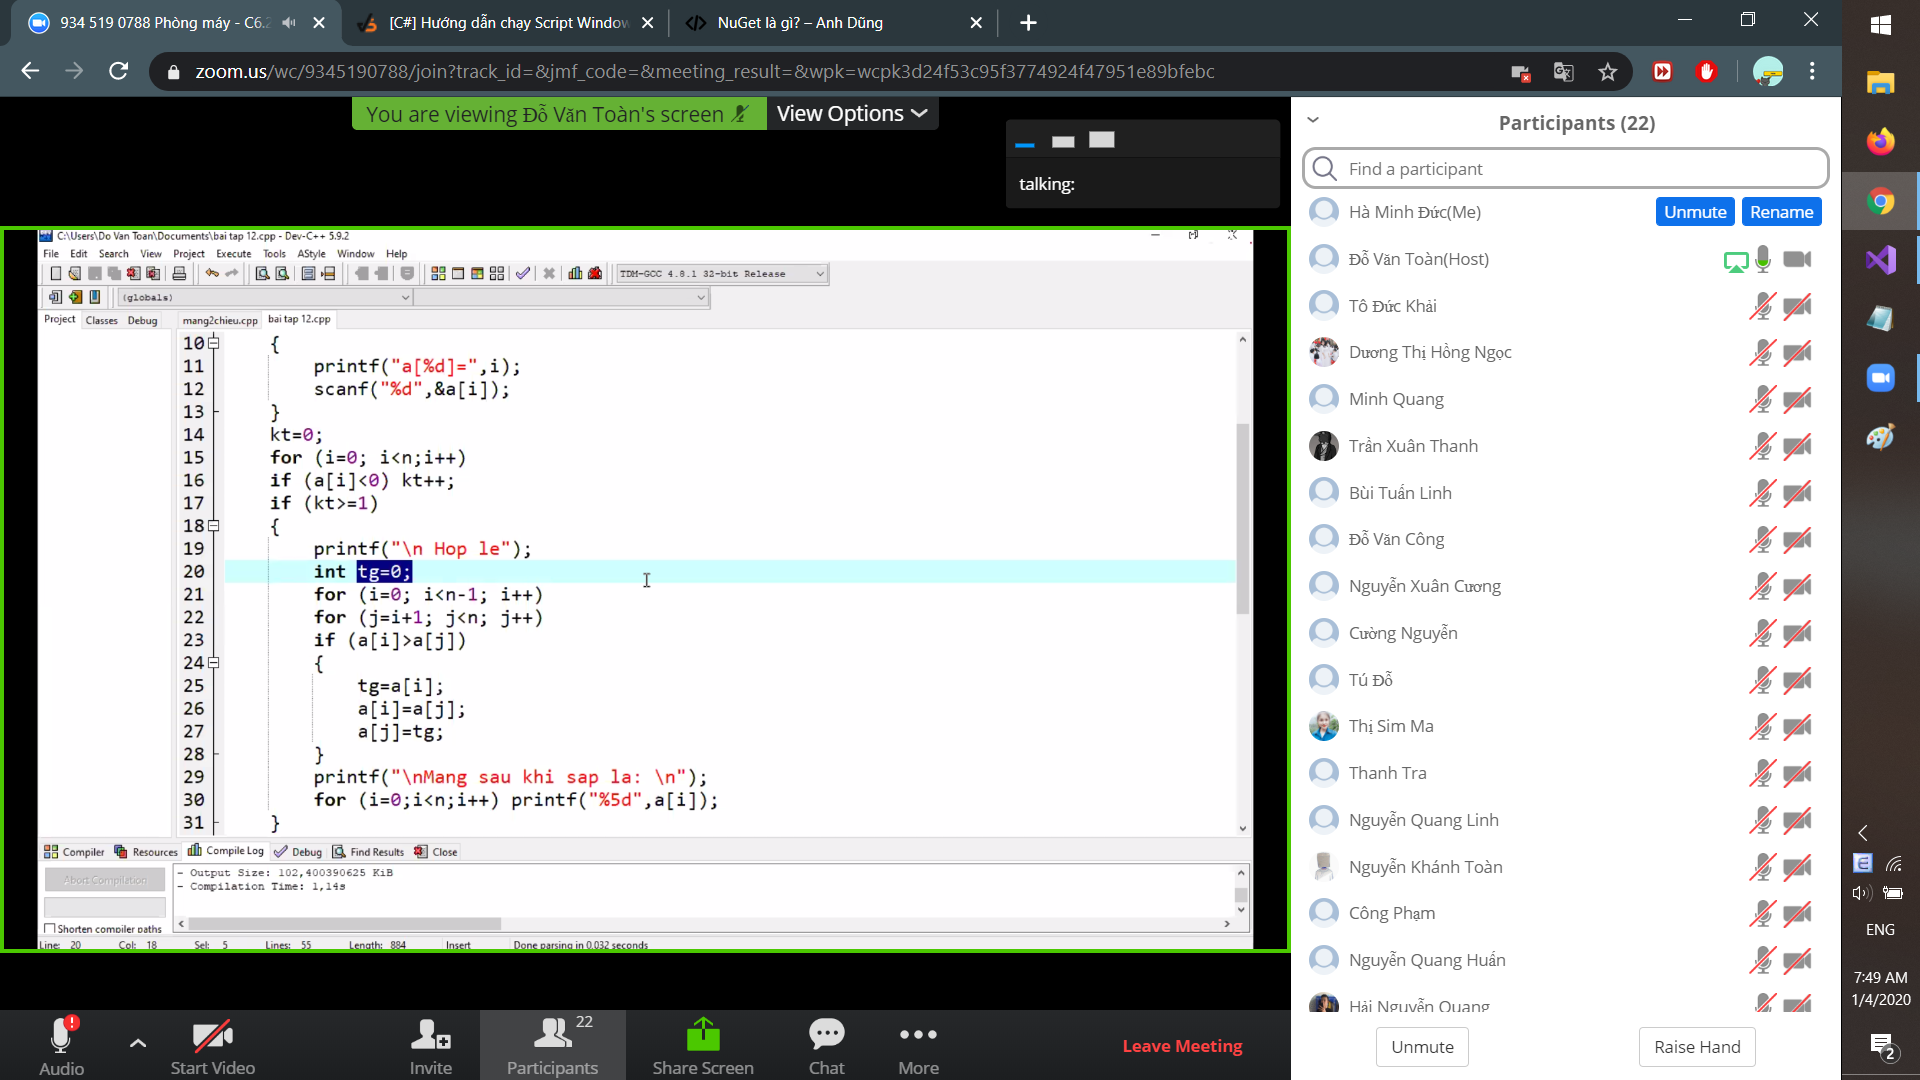 934 519 0788 Phòng máy - C6.2
[C#] Hướng dẫn chạy Script Window
NuGet là gì? – Anh Dũng
zoom.us/wc/9345190788/join?track_id=&jmf_code=&meeting_result=&wpk=wcpk3d24f53c95f3774924f47951e89bfebc
You are viewing Đỗ Văn Toàn's screen
View Options
talking:
C:\Users\Do Van Toan\Documents\bai tap 12.cpp - Dev-C++ 5.9.2
File Edit Search View Project Execute Tools AStyle Window Help
TDM-GCC 4.8.1 32-bit Release
(globals)
Project Classes Debug
mang2chieu.cpp bai tap 12.cpp
10 {
11 printf("a[%d]=",i);
12 scanf("%d",&a[i]);
13 }
14 kt=0;
15 for (i=0; i<n;i++)
16 if (a[i]<0) kt++;
17 if (kt>=1)
18 {
19 printf("\n Hop le");
20 int tg=0;
21 for (i=0; i<n-1; i++)
22 for (j=i+1; j<n; j++)
23 if (a[i]>a[j])
24 {
25 tg=a[i];
26 a[i]=a[j];
27 a[j]=tg;
28 }
29 printf("\nMang sau khi sap la: \n");
30 for (i=0;i<n;i++) printf("%5d",a[i]);
31 }
Compiler Resources Compile Log Debug Find Results Close
Abort Compilation
- Output Size: 102,400390625 KiB
- Compilation Time: 1,14s
Shorten compiler paths
Line: 20 Col: 18 Sel: 5 Lines: 55 Length: 884 Insert Done parsing in 0,032 seconds
Participants (22)
Find a participant
Hà Minh Đức(Me)
Unmute
Rename
Đỗ Văn Toàn(Host)
Tô Đức Khải
Dương Thị Hồng Ngọc
Minh Quang
Trần Xuân Thanh
Bùi Tuấn Linh
Đỗ Văn Công
Nguyễn Xuân Cương
Cường Nguyễn
Tú Đỗ
Thị Sim Ma
Thanh Tra
Nguyễn Quang Linh
Nguyễn Khánh Toàn
Công Phạm
Nguyễn Quang Huấn
Hải Nguyễn Quang
Unmute
Raise Hand
Audio
Start Video
Invite
22
Participants
Share Screen
Chat
More
Leave Meeting
ENG
7:49 AM
1/4/2020
2